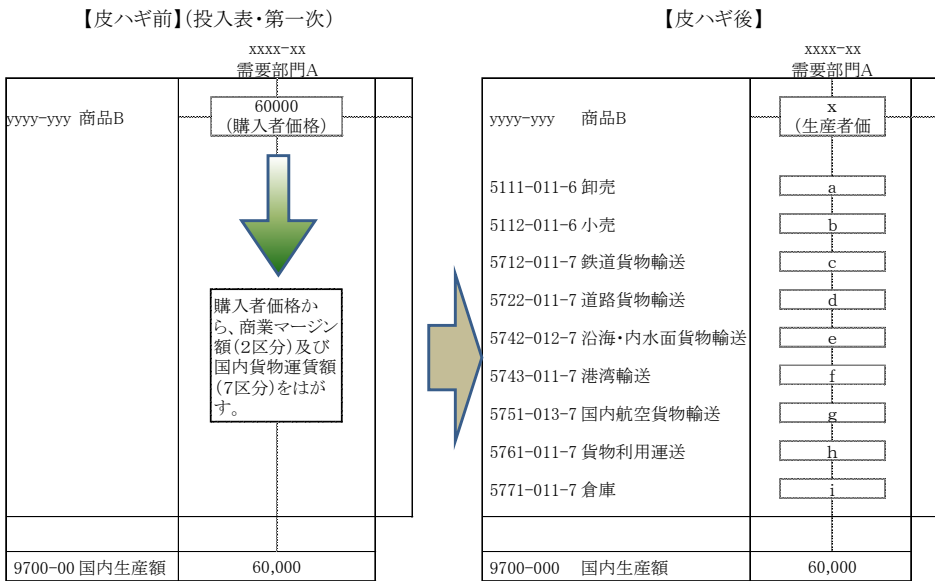 【皮ハギ前】(投入表・第一次)
xxxx-xx
需要部門A
yyyy-yyy 商品B
60000
(購入者価格)
購入者価格か
ら、商業マージン
額(2区分)及び
国内貨物運賃額
(7区分)をはが
す。
9700-00 国内生産額 60,000
【皮ハギ後】
xxxx-xx
需要部門A
yyyy-yyy 商品B
x
(生産者価
5111-011-6 卸売 a
5112-011-6 小売 b
5712-011-7 鉄道貨物輸送 c
5722-011-7 道路貨物輸送 d
5742-012-7 沿海・内水面貨物輸送 e
5743-011-7 港湾輸送 f
5751-013-7 国内航空貨物輸送 g
5761-011-7 貨物利用運送 h
5771-011-7 倉庫 i
9700-000 国内生産額 60,000